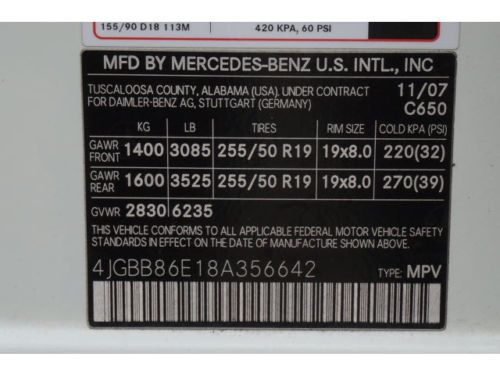 155/90 D18 113M 420 KPA, 60 PSI
MFD BY MERCEDES-BENZ U.S. INTL., INC
TUSCALOOSA COUNTY, ALABAMA (USA). UNDER CONTRACT 11/07
FOR DAIMLER-BENZ AG, STUTTGART (GERMANY) C650
KG LB TIRES RIM SIZE COLD KPA (PSI)
GAWR FRONT 1400 3085 255/50 R19 19x8.0 220(32)
GAWR REAR 1600 3525 255/50 R19 19x8.0 270(39)
GVWR 2830 6235
THIS VEHICLE CONFORMS TO ALL APPLICABLE FEDERAL MOTOR VEHICLE SAFETY
STANDARDS IN EFFECT ON THE DATE OF MANUFACTURE SHOWN ABOVE.
4JGBB86E18A356642 TYPE: MPV